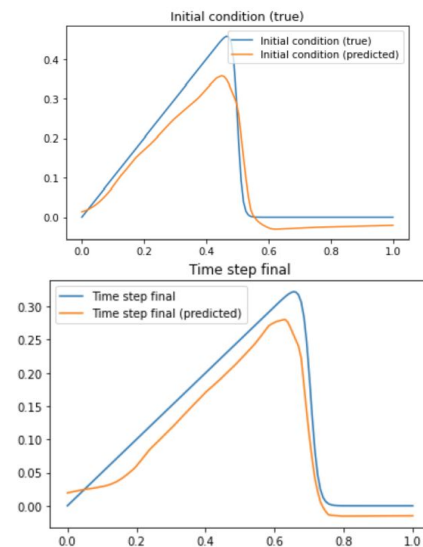 Initial condition (true)
Initial condition (true)
Initial condition (predicted)
0.4
0.3
0.2
0.1
0.0
0.0 0.2 0.4 0.6 0.8 1.0
Time step final
Time step final
Time step final (predicted)
0.30
0.25
0.20
0.15
0.10
0.05
0.00
0.0 0.2 0.4 0.6 0.8 1.0